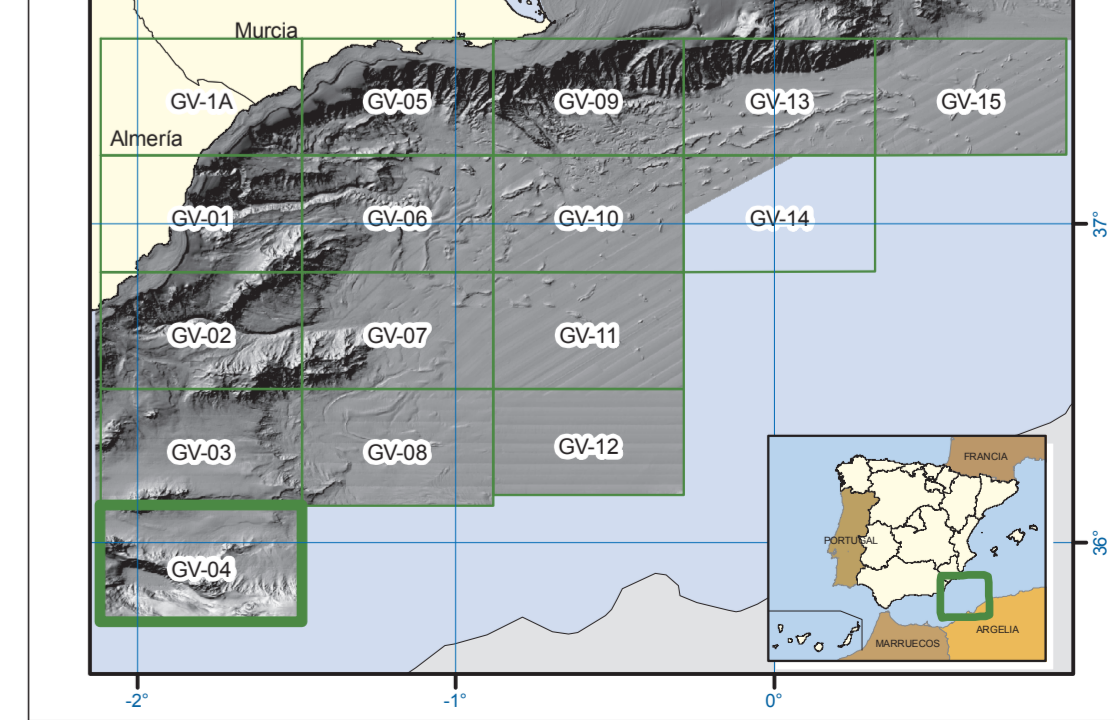 Murcia
GV-1A
GV-05
GV-09
GV-13
GV-15
Almería
GV-01
GV-06
GV-10
GV-14
37°
GV-02
GV-07
GV-11
GV-03
GV-08
GV-12
FRANCIA
PORTUGAL
36°
GV-04
ARGELIA
MARRUECOS
-2°
-1°
0°